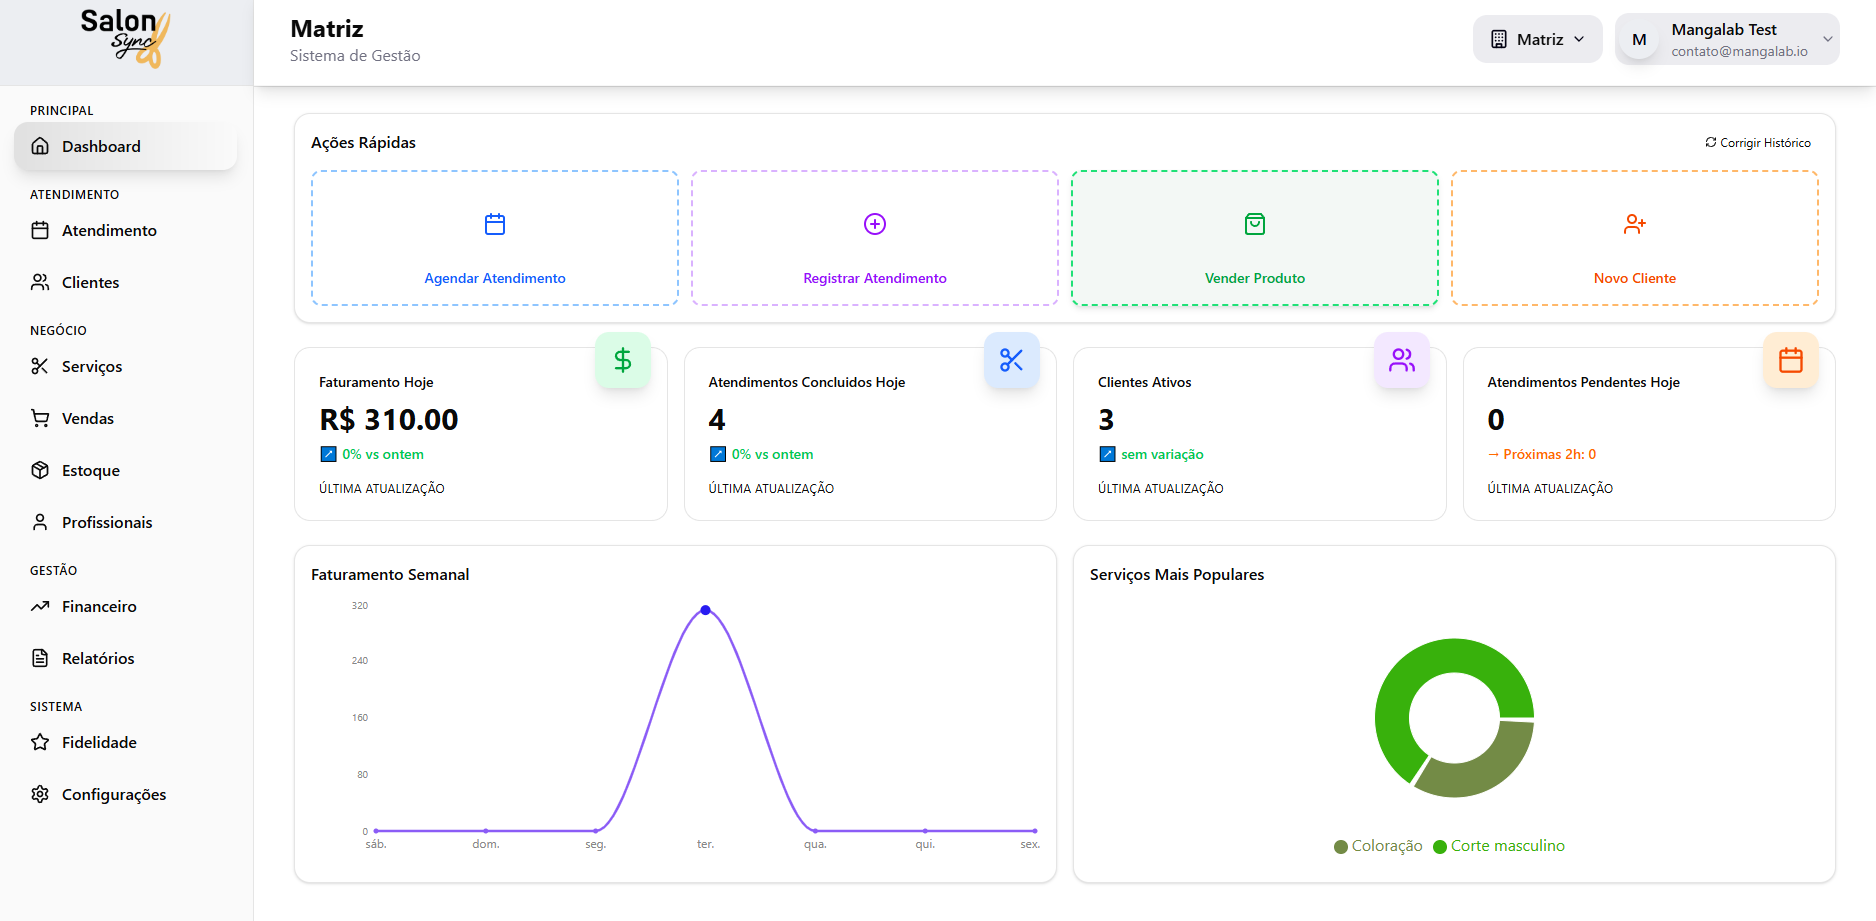 Salon
Sync
PRINCIPAL
Dashboard
ATENDIMENTO
Atendimento
Clientes
NEGÓCIO
Serviços
Vendas
Estoque
Profissionais
GESTÃO
Financeiro
Relatórios
SISTEMA
Fidelidade
Configurações
Matriz
Sistema de Gestão
Matriz
M
Mangalab Test
contato@mangalab.io
Ações Rápidas
Corrigir Histórico
Agendar Atendimento
Registrar Atendimento
Vender Produto
Novo Cliente
Faturamento Hoje
R$ 310.00
0% vs ontem
ÚLTIMA ATUALIZAÇÃO
Atendimentos Concluidos Hoje
4
0% vs ontem
ÚLTIMA ATUALIZAÇÃO
Clientes Ativos
3
sem variação
ÚLTIMA ATUALIZAÇÃO
Atendimentos Pendentes Hoje
0
→ Próximas 2h: 0
ÚLTIMA ATUALIZAÇÃO
Faturamento Semanal
320
240
160
80
0
sáb. dom. seg. ter. qua. qui. sex.
Serviços Mais Populares
Coloração Corte masculino